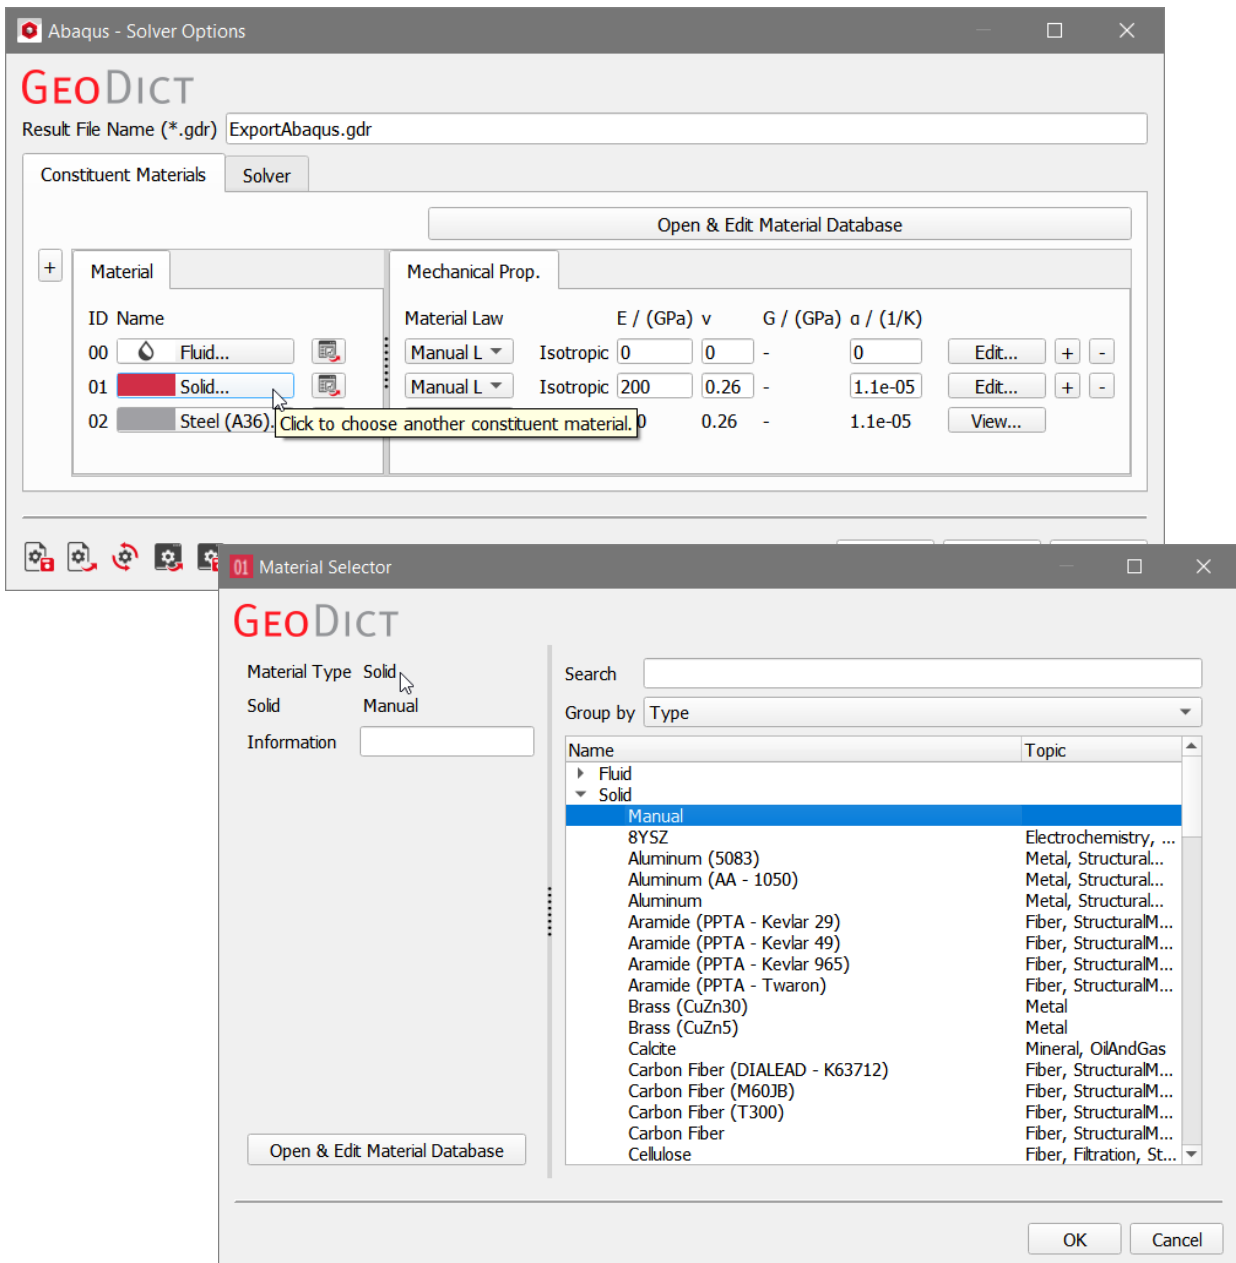 Abaqus - Solver Options
GEODICT
Result File Name (*.gdr) ExportAbaqus.gdr
Constituent Materials Solver
Open & Edit Material Database
+ Material Mechanical Prop.
ID Name Material Law E / (GPa) ν G / (GPa) α / (1/K)
00 Fluid... Manual L Isotropic 0 0 - 0 Edit... + -
01 Solid... Manual L Isotropic 200 0.26 - 1.1e-05 Edit... + -
02 Steel (A36). Click to choose another constituent material. 0 0.26 - 1.1e-05 View...
01 Material Selector
GEODICT
Material Type Solid
Solid Manual
Information
Search
Group by Type
Name Topic
Fluid
Solid
Manual
8YSZ Electrochemistry, ...
Aluminum (5083) Metal, Structural...
Aluminum (AA - 1050) Metal, Structural...
Aluminum Metal, Structural...
Aramide (PPTA - Kevlar 29) Fiber, StructuralM...
Aramide (PPTA - Kevlar 49) Fiber, StructuralM...
Aramide (PPTA - Kevlar 965) Fiber, StructuralM...
Aramide (PPTA - Twaron) Fiber, StructuralM...
Brass (CuZn30) Metal
Brass (CuZn5) Metal
Calcite Mineral, OilAndGas
Carbon Fiber (DIALEAD - K63712) Fiber, StructuralM...
Carbon Fiber (M60JB) Fiber, StructuralM...
Carbon Fiber (T300) Fiber, StructuralM...
Carbon Fiber Fiber, StructuralM...
Cellulose Fiber, Filtration, St...
Open & Edit Material Database
OK Cancel